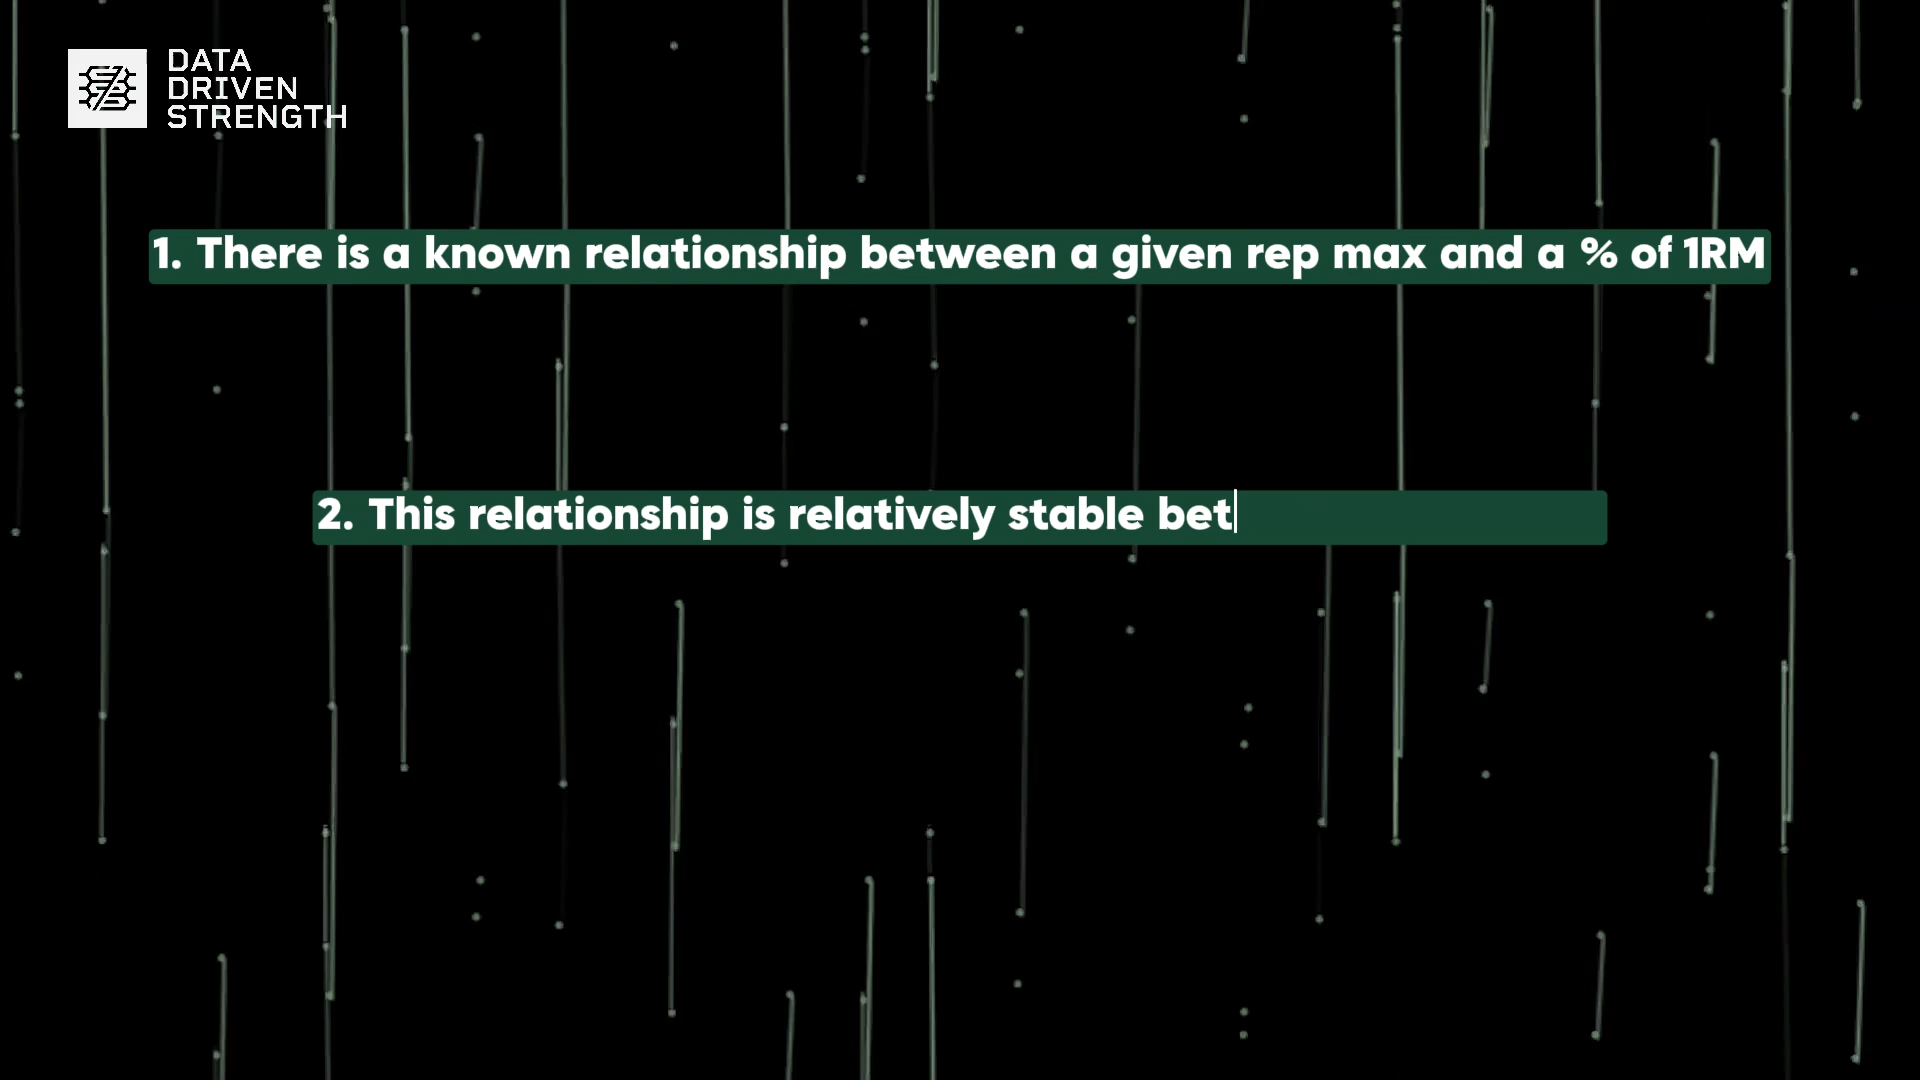 DATA
DRIVEN
STRENGTH
1. There is a known relationship between a given rep max and a % of 1RM
2. This relationship is relatively stable bet